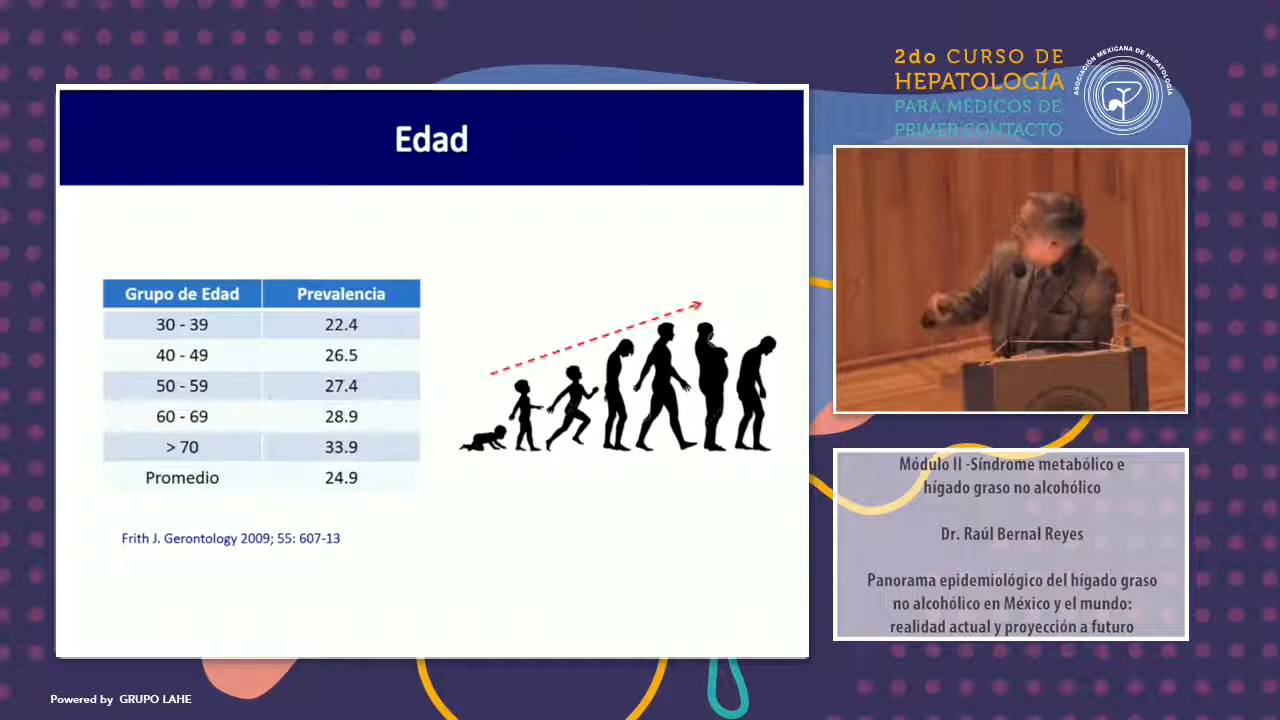 2do CURSO DE
HEPATOLOGÍA
PARA MÉDICOS DE
PRIMER CONTACTO
ASOCIACIÓN MEXICANA DE HEPATOLOGÍA
Edad
Grupo de Edad Prevalencia
30 - 39 22.4
40 - 49 26.5
50 - 59 27.4
60 - 69 28.9
> 70 33.9
Promedio 24.9
Frith J. Gerontology 2009; 55: 607-13
Módulo II -Síndrome metabólico e
hígado graso no alcohólico
Dr. Raúl Bernal Reyes
Panorama epidemiológico del hígado graso
no alcohólico en México y el mundo:
realidad actual y proyección a futuro
Powered by GRUPO LAHE